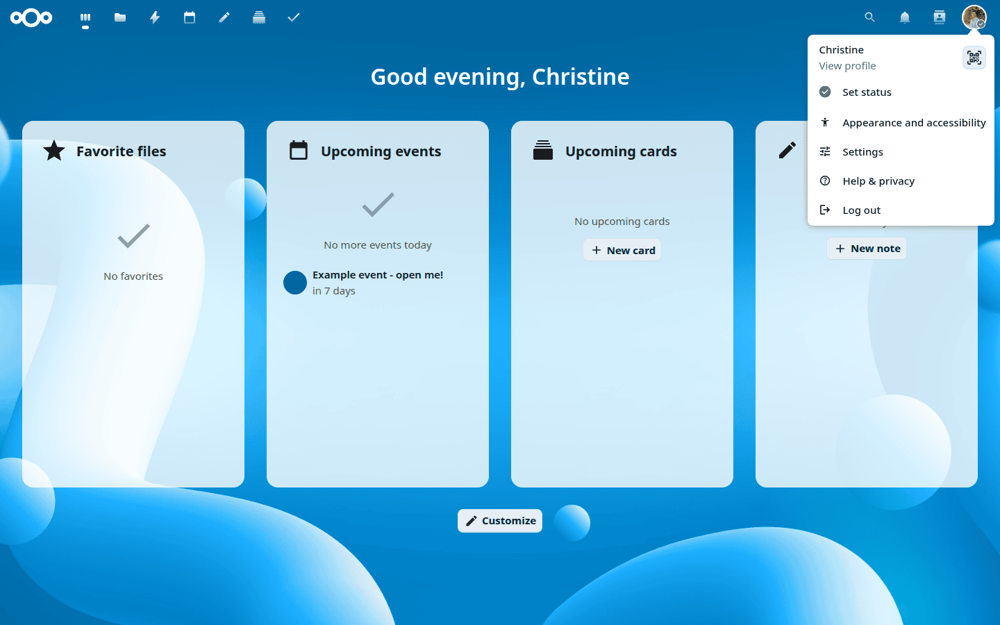 Good evening, Christine
Christine
View profile
Set status
Appearance and accessibility
Settings
Help & privacy
Log out
Favorite files
No favorites
Upcoming events
No more events today
Example event - open me!
in 7 days
Upcoming cards
No upcoming cards
New card
New note
Customize